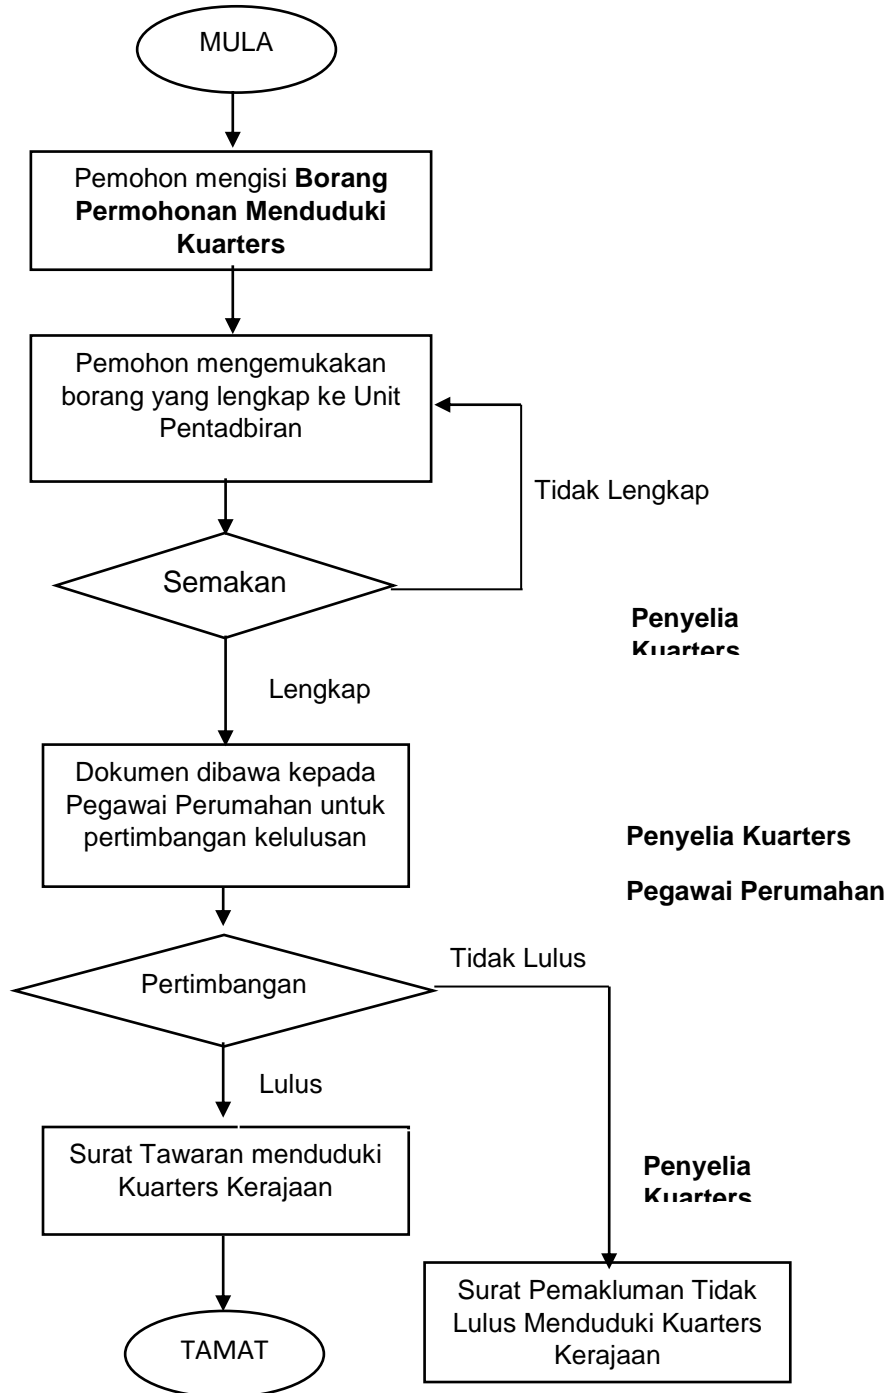 MULA
Pemohon mengisi Borang
Permohonan Menduduki
Kuarters
Pemohon mengemukakan
borang yang lengkap ke Unit
Pentadbiran
Tidak Lengkap
Semakan
Penyelia
Kuarters
Lengkap
Dokumen dibawa kepada
Pegawai Perumahan untuk
pertimbangan kelulusan
Penyelia Kuarters
Pegawai Perumahan
Tidak Lulus
Pertimbangan
Lulus
Surat Tawaran menduduki
Kuarters Kerajaan
Penyelia
Kuarters
Surat Pemakluman Tidak
Lulus Menduduki Kuarters
Kerajaan
TAMAT